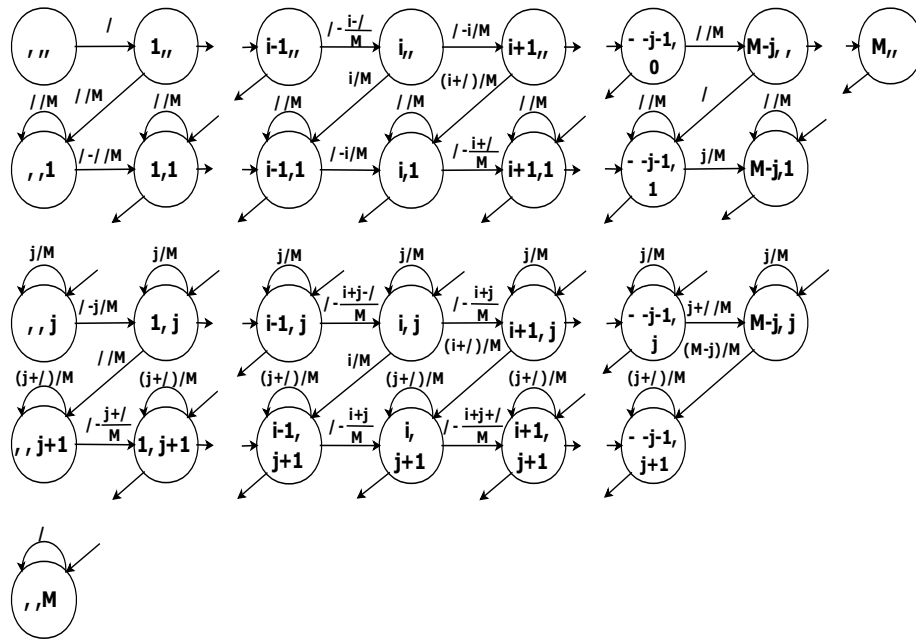 /
/ - i-/
M
/ -i/M
/ /M
, ,,
1,,
i-1,,
i,,
i+1,,
- -j-1,
0
M-j, ,
M,,
/ /M
i/M
(i+/ )/M
/
/ /M
/ /M
/ /M
/ /M
/ /M
/ /M
/ /M
, ,1
/ -/ /M
1,1
i-1,1
/ -i/M
i,1
/ - i+/
M
i+1,1
- -j-1,
1
j/M
M-j,1
j/M
j/M
j/M
j/M
j/M
j/M
j/M
, , j
/ -j/M
1, j
i-1, j
/ - i+j-/
M
i, j
/ - i+j
M
i+1, j
- -j-1,
j
j+/ /M
M-j, j
/ /M
i/M
(i+/ )/M
(M-j)/M
(j+/ )/M
(j+/ )/M
(j+/ )/M
(j+/ )/M
(j+/ )/M
(j+/ )/M
, , j+1
/ - j+/
M
1, j+1
i-1,
j+1
/ - i+j
M
i,
j+1
/ - i+j+/
M
i+1,
j+1
- -j-1,
j+1
/
, ,M